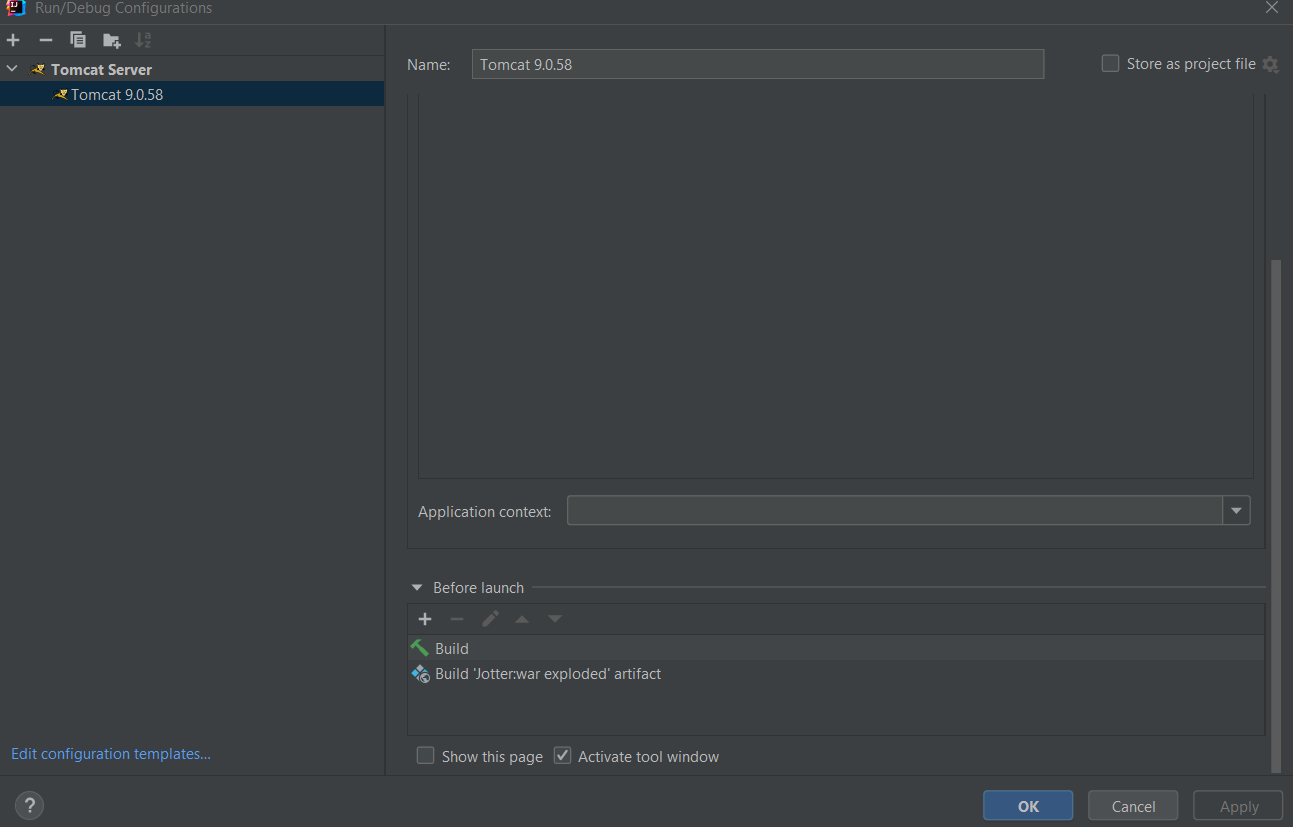 Run/Debug Configurations
Tomcat Server
Tomcat 9.0.58
Edit configuration templates...
Name: Tomcat 9.0.58
Store as project file
Application context:
Before launch
Build
Build 'Jotter:war exploded' artifact
Show this page Activate tool window
? OK Cancel Apply